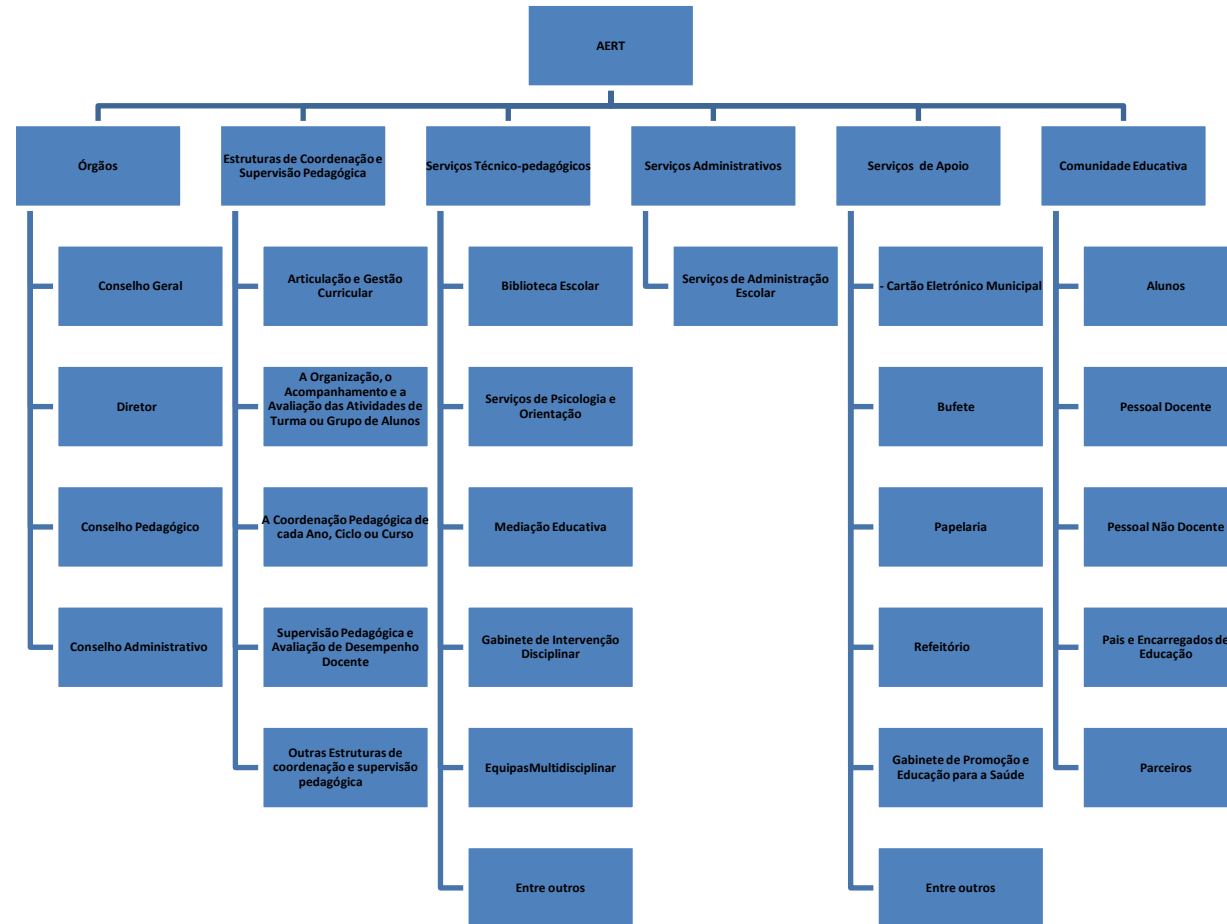 AERT
Órgãos
Estruturas de Coordenação e
Supervisão Pedagógica
Serviços Técnico-pedagógicos
Serviços Administrativos
Serviços de Apoio
Comunidade Educativa
Conselho Geral
Articulação e Gestão
Curricular
Biblioteca Escolar
Serviços de Administração
Escolar
- Cartão Eletrónico Municipal
Alunos
Diretor
A Organização, o
Acompanhamento e a
Avaliação das Atividades de
Turma ou Grupo de Alunos
Serviços de Psicologia e
Orientação
Bufete
Pessoal Docente
Conselho Pedagógico
A Coordenação Pedagógica de
cada Ano, Ciclo ou Curso
Mediação Educativa
Papelaria
Pessoal Não Docente
Conselho Administrativo
Supervisão Pedagógica e
Avaliação de Desempenho
Docente
Gabinete de Intervenção
Disciplinar
Refeitório
Pais e Encarregados de
Educação
Outras Estruturas de
coordenação e supervisão
pedagógica
EquipasMultidisciplinar
Gabinete de Promoção e
Educação para a Saúde
Parceiros
Entre outros
Entre outros